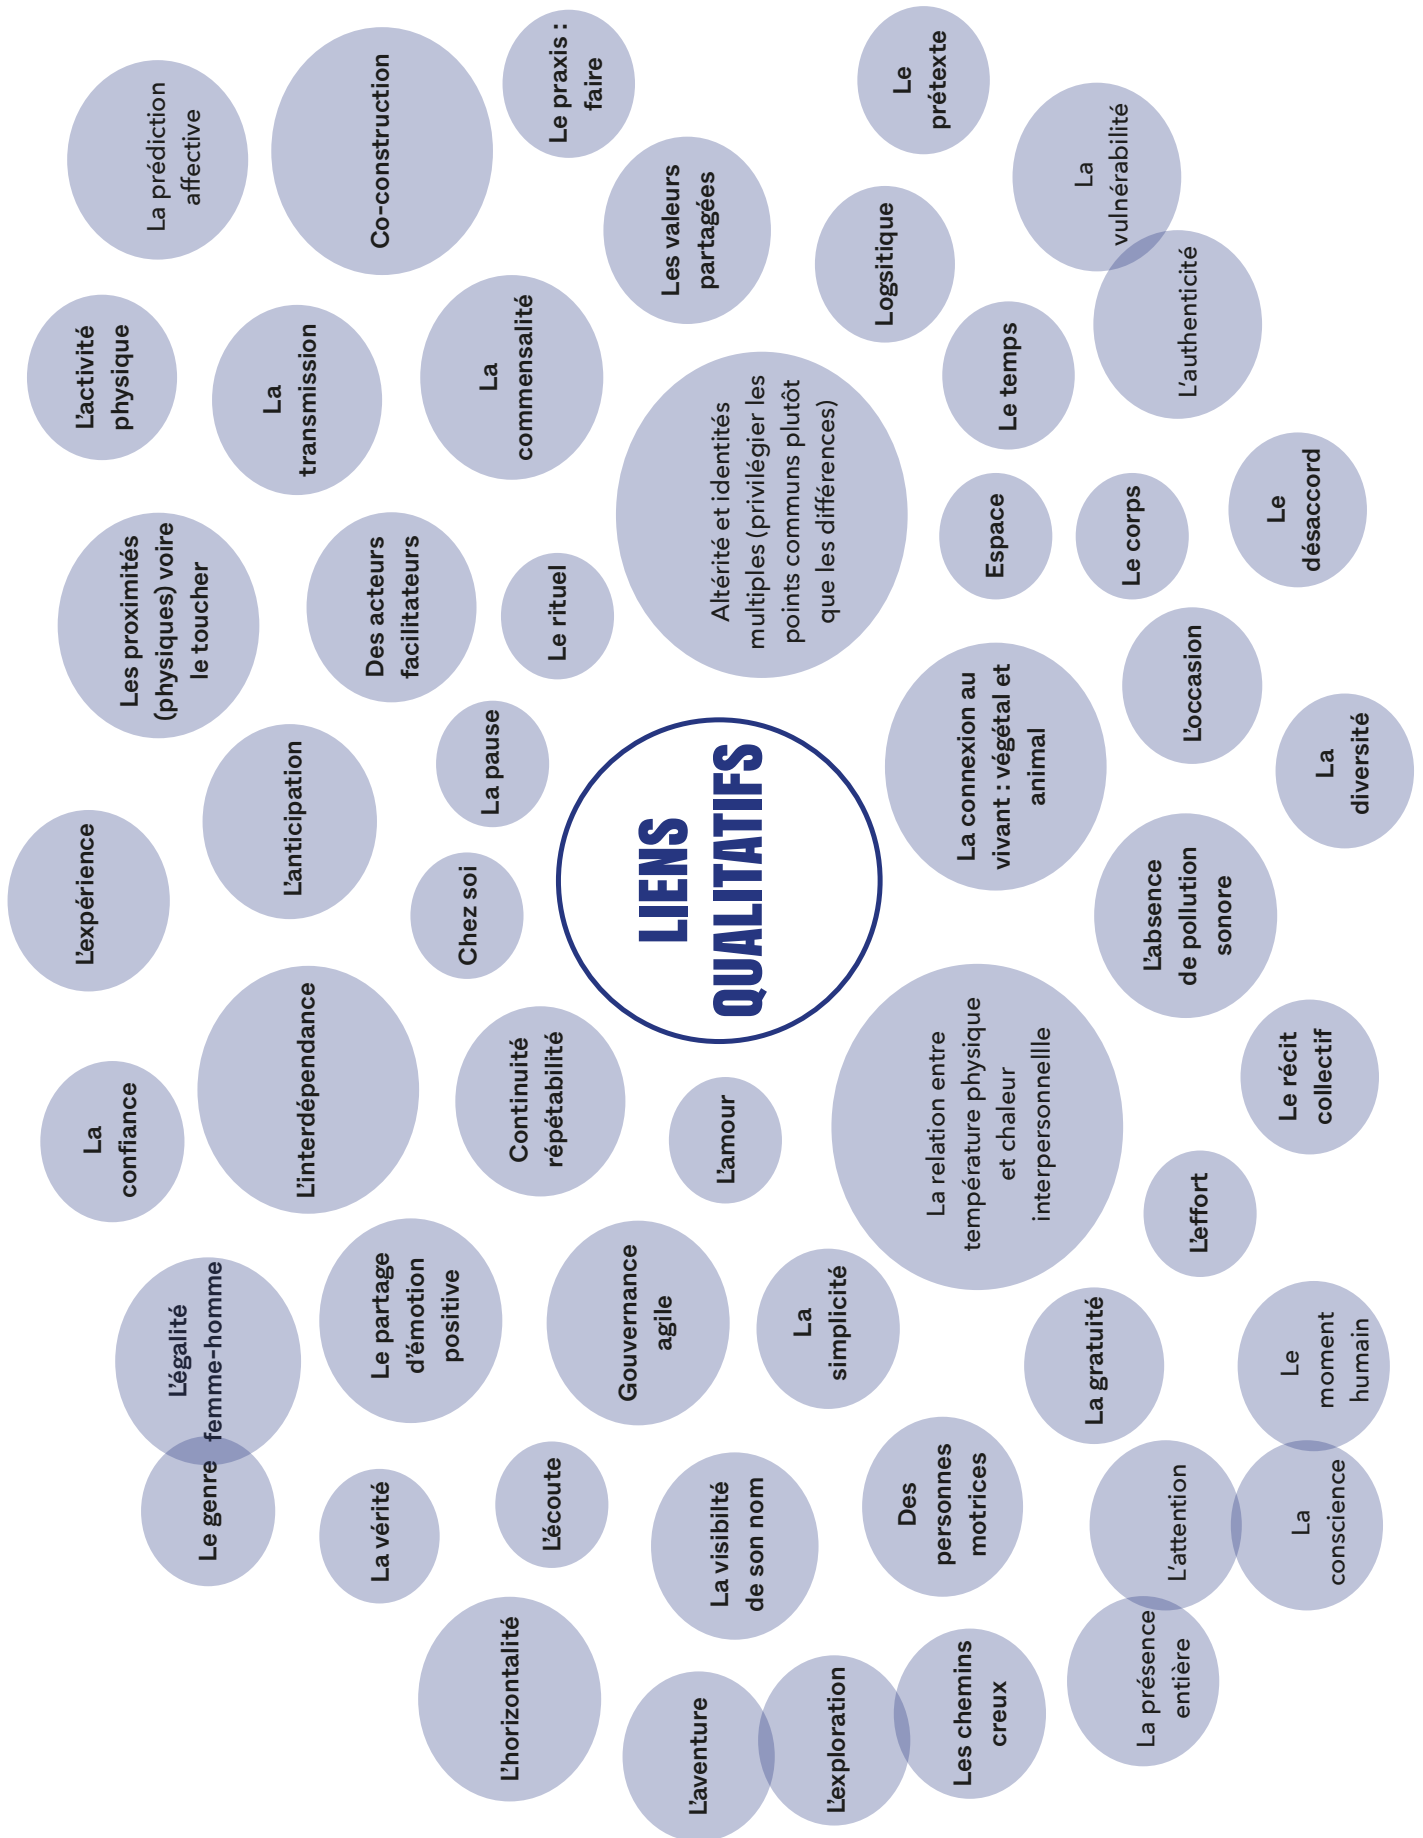 L'expérience
La
confiance
L'activité
physique
Les proximités
(physiques) voire
le toucher
La prédiction
affective
L'égalité
femme-homme
Le genre
L'anticipation
L'interdépendance
La
transmission
Co-construction
Des acteurs
facilitateurs
Le partage
d'émotion
positive
La vérité
Chez soi
La pause
La
commensalité
Continuité
répétabilité
Le rituel
Le praxis :
faire
L'écoute
L'horizontalité
Gouvernance
agile
Les valeurs
partagées
LIENS
QUALITATIFS
L'amour
La visibilté
de son nom
L'aventure
Altérité et identités
multiples (privilégier les
points communs plutôt
que les différences)
La
simplicité
L'exploration
Logsitique
Le
prétexte
Des
personnes
motrices
Les chemins
creux
La relation entre
température physique
et chaleur
interpersonnellle
La connexion au
vivant : végétal et
animal
Espace
Le temps
La
vulnérabilité
L'authenticité
Le corps
La gratuité
L'attention
La présence
entière
L'absence
de pollution
sonore
L'occasion
L'effort
Le
désaccord
La
diversité
Le récit
collectif
Le
moment
humain
La
conscience